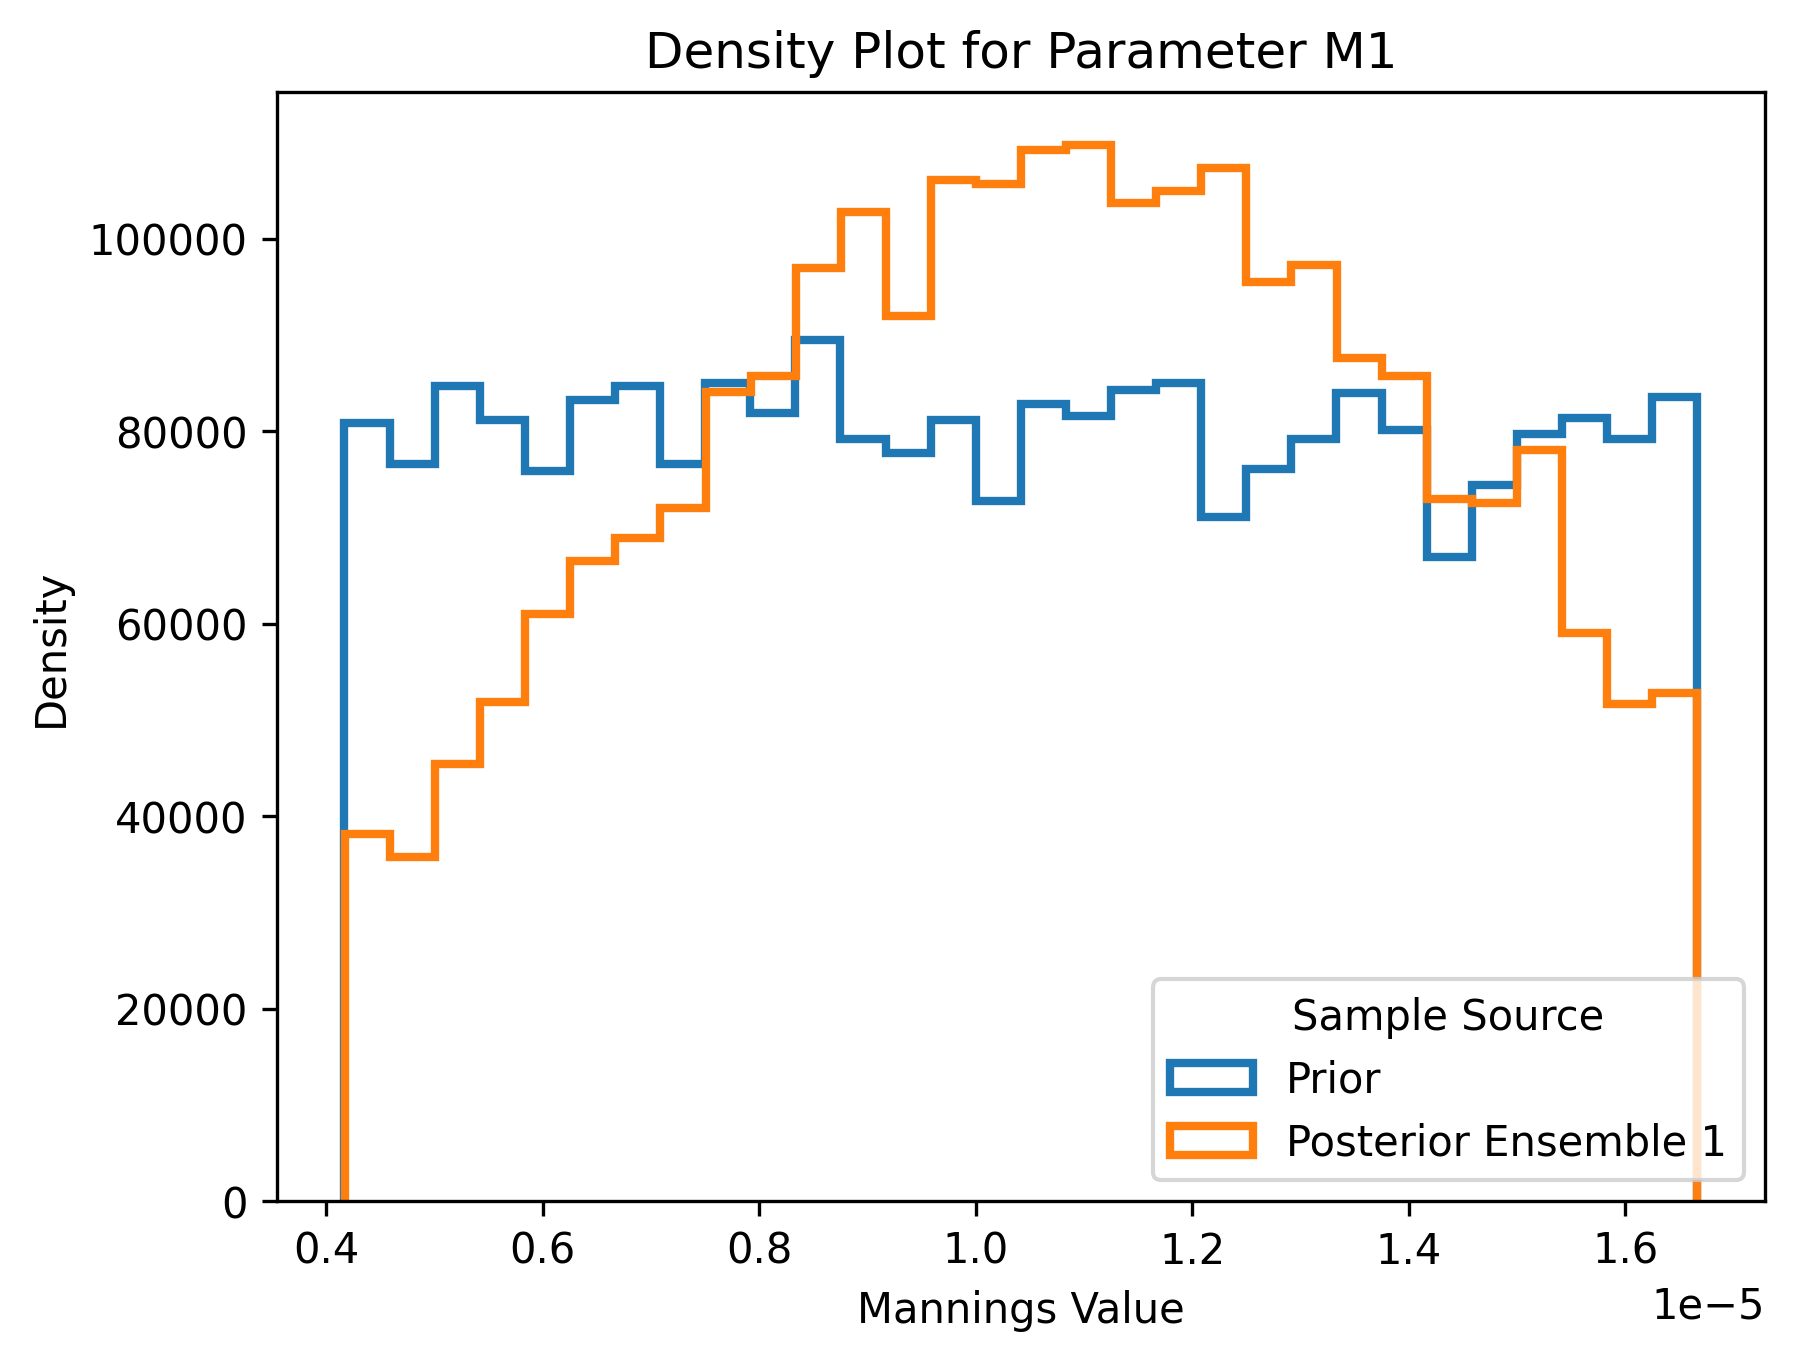 Density Plot for Parameter M1
Density
100000
80000
60000
40000
20000
0
0.4 0.6 0.8 1.0 1.2 1.4 1.6
1e−5
Mannings Value
Sample Source
Prior
Posterior Ensemble 1